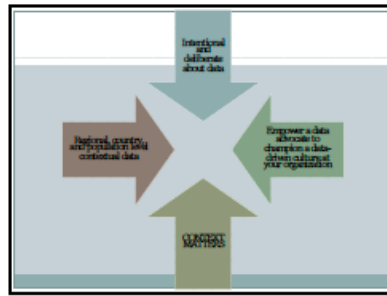 Intentional
and
deliberate
about data
Regional, country,
and population level
contextual data
Empower a data
advocate to
champion a data-
driven culture at
your organization
CONTEXT
MATTERS